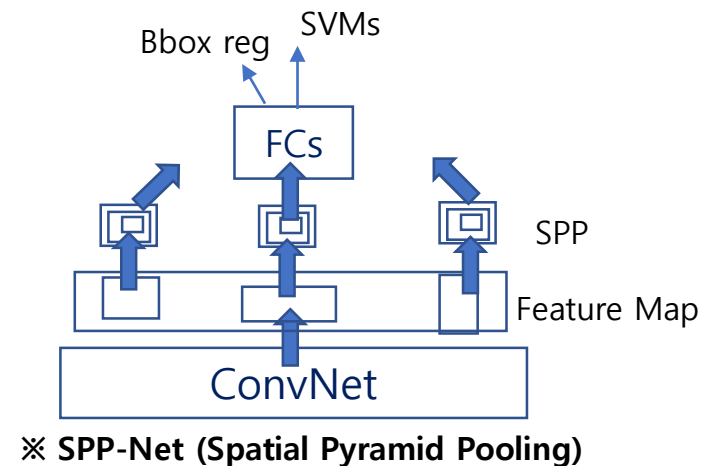 SVMs
Bbox reg
FCs
SPP
Feature Map
ConvNet
※ SPP-Net (Spatial Pyramid Pooling)